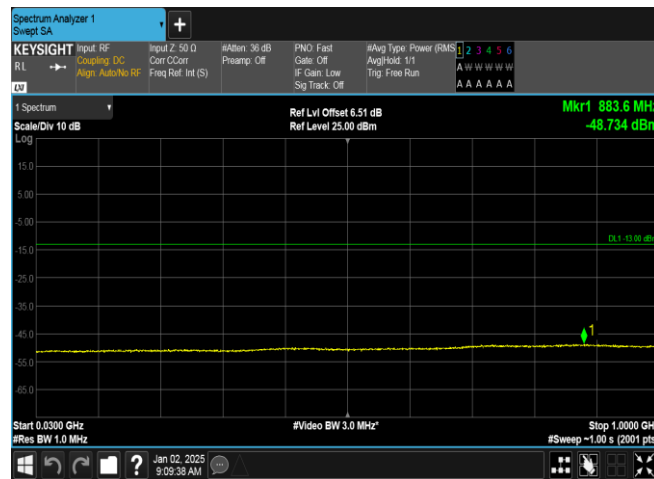 Spectrum Analyzer 1
Swept SA
+
KEYSIGHT
RL
LXI
Input: RF
Coupling: DC
Align: Auto/No RF
Input Z: 50 Ω
Corr CCorr
Freq Ref: Int (S)
#Atten: 36 dB
Preamp: Off
PNO: Fast
Gate: Off
IF Gain: Low
Sig Track: Off
#Avg Type: Power (RMS
Avg|Hold: 1/1
Trig: Free Run
1 2 3 4 5 6
A W W W W W
A A A A A A
1 Spectrum
Scale/Div 10 dB
Log
Ref Lvl Offset 6.51 dB
Ref Level 25.00 dBm
Mkr1 883.6 MHz
-48.734 dBm
15.0
5.00
-5.00
-15.0
-25.0
-35.0
-45.0
-55.0
-65.0
DL1 -13.00 dBm
1
Start 0.0300 GHz
#Res BW 1.0 MHz
#Video BW 3.0 MHz*
Stop 1.0000 GH
#Sweep ~1.00 s (2001 pts
?
Jan 02, 2025
9:09:38 AM